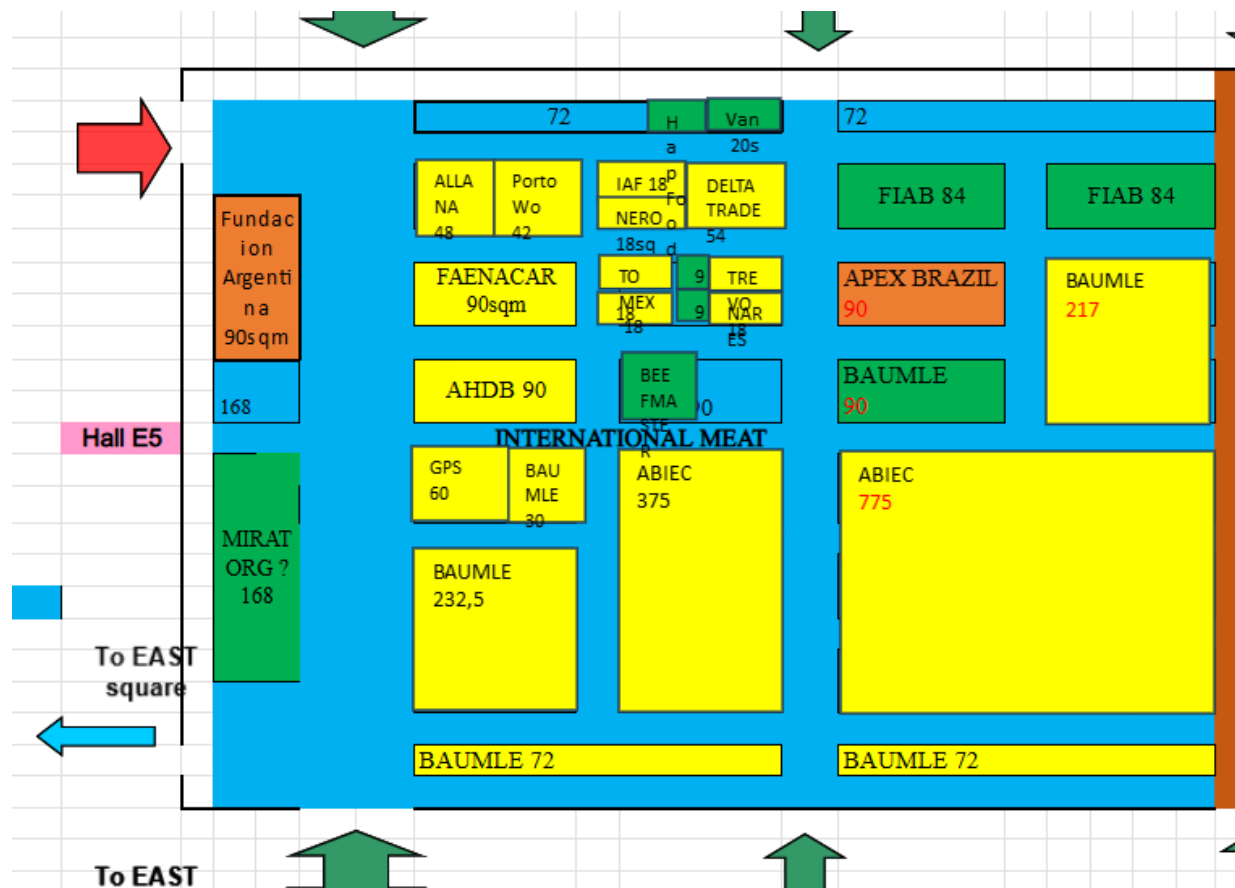 72
H
a
p
Fo
o
d
Van
20s
72
ALLA
NA
48
Porto
Wo
42
IAF 18
NERO
18sq
DELTA
TRADE
54
FIAB 84
FIAB 84
Fundac
ion
Argenti
na
90sqm
FAENACAR
90sqm
TO
18
MEX
18
9
9
TRE
VO
18
NAR
ES
APEX BRAZIL
90
BAUMLE
217
168
AHDB 90
BEE
FMA
STE
R
90
BAUMLE
90
Hall E5
INTERNATIONAL MEAT
GPS
60
BAU
MLE
30
ABIEC
375
ABIEC
775
MIRAT
ORG ?
168
BAUMLE
232,5
To EAST
square
BAUMLE 72
BAUMLE 72
To EAST